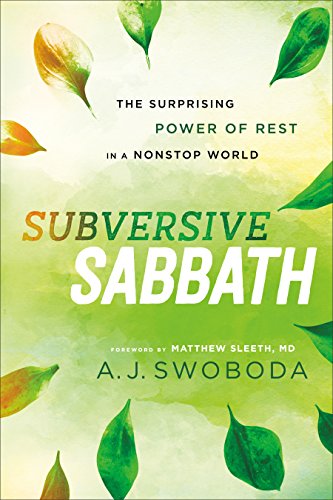 THE SURPRISING
POWER OF REST
IN A NONSTOP WORLD
SUBVERSIVE
SABBATH
FOREWORD BY MATTHEW SLEETH, MD
A. J. SWOBODA